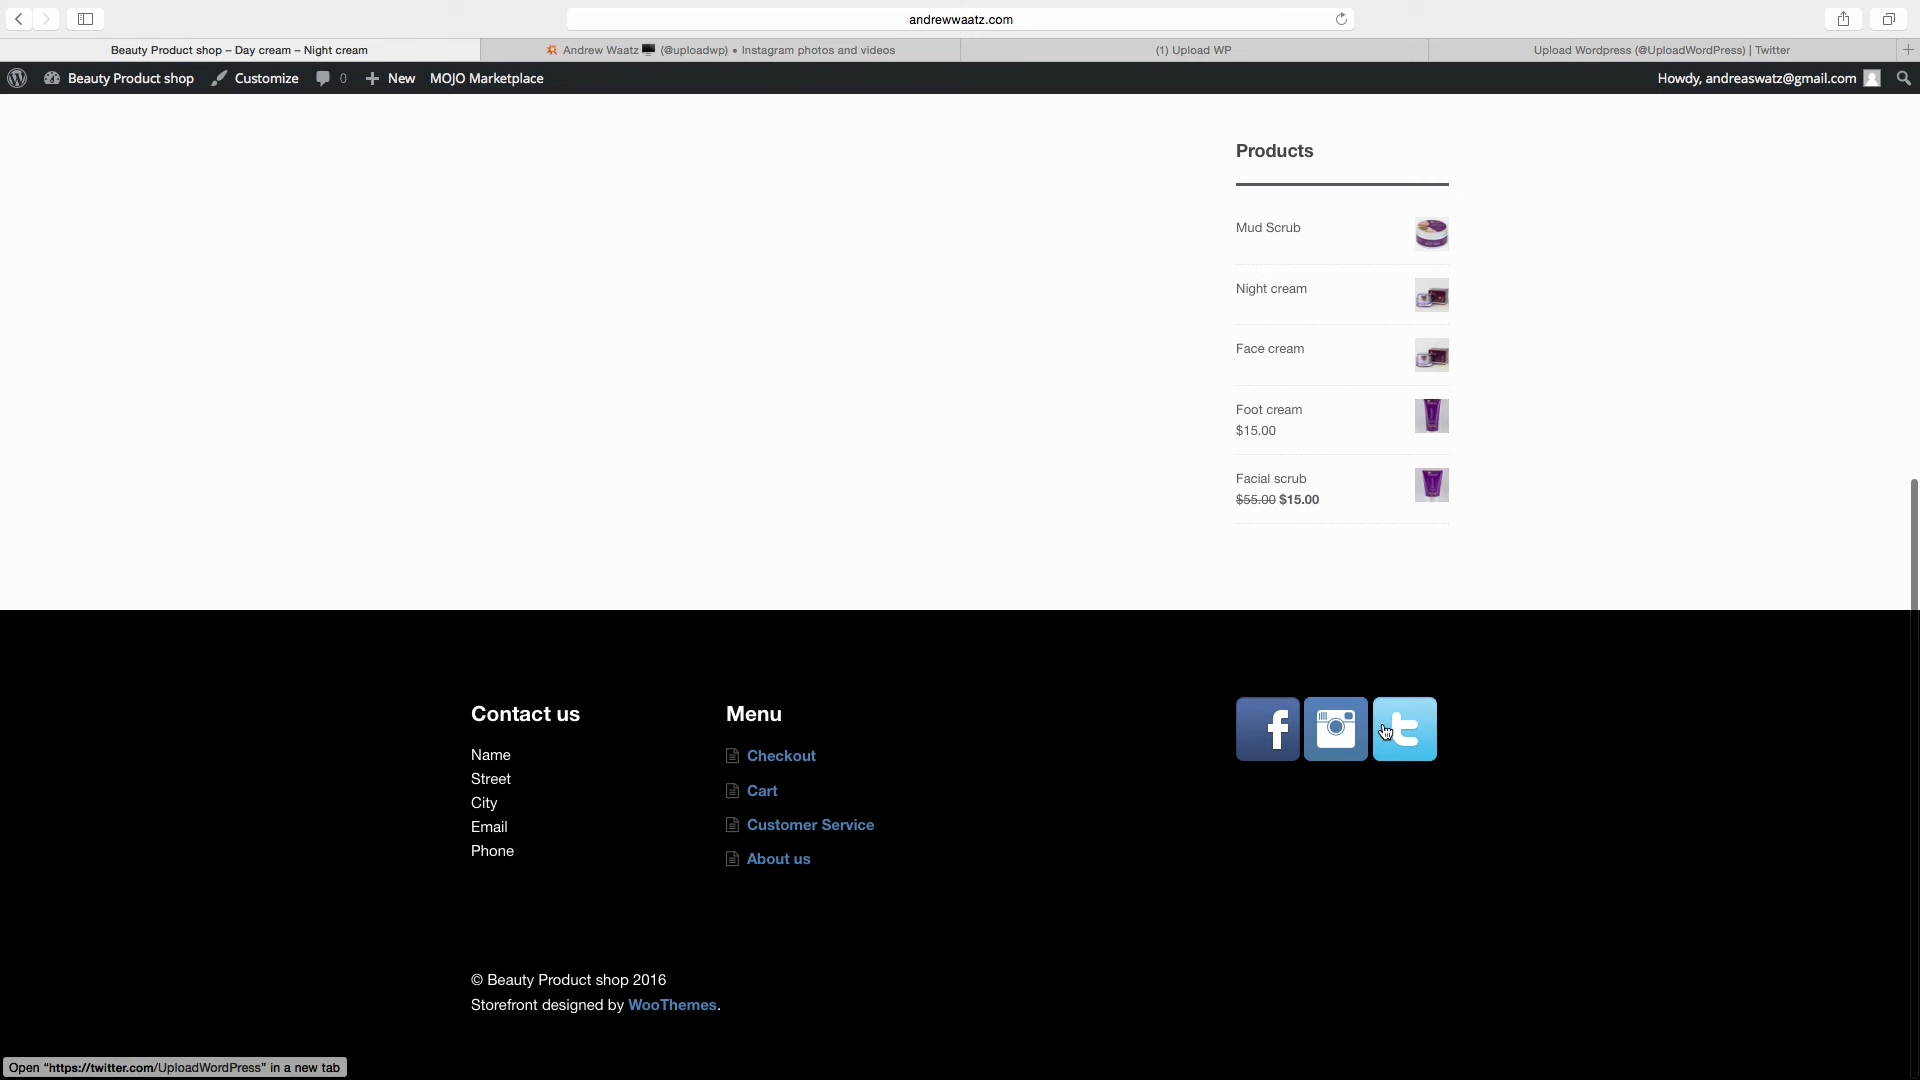 andrewwaatz.com
Beauty Product shop – Day cream – Night cream
Andrew Waatz (@uploadwp) • Instagram photos and videos
(1) Upload WP
Upload Wordpress (@UploadWordPress) | Twitter
Beauty Product shop
Customize
0
New
MOJO Marketplace
Howdy, andreaswatz@gmail.com
Products
Mud Scrub
Night cream
Face cream
Foot cream
$15.00
Facial scrub
$55.00 $15.00
Contact us
Name
Street
City
Email
Phone
Menu
Checkout
Cart
Customer Service
About us
© Beauty Product shop 2016
Storefront designed by WooThemes.
Open “https://twitter.com/UploadWordPress” in a new tab